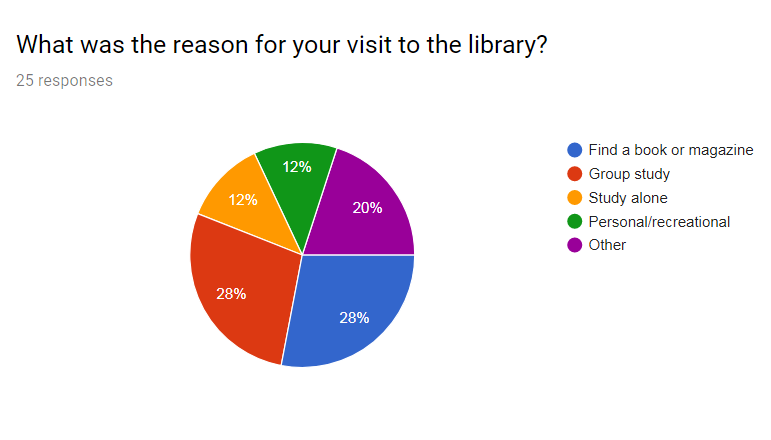 What was the reason for your visit to the library?
25 responses
12%
12%
20%
28%
28%
Find a book or magazine
Group study
Study alone
Personal/recreational
Other